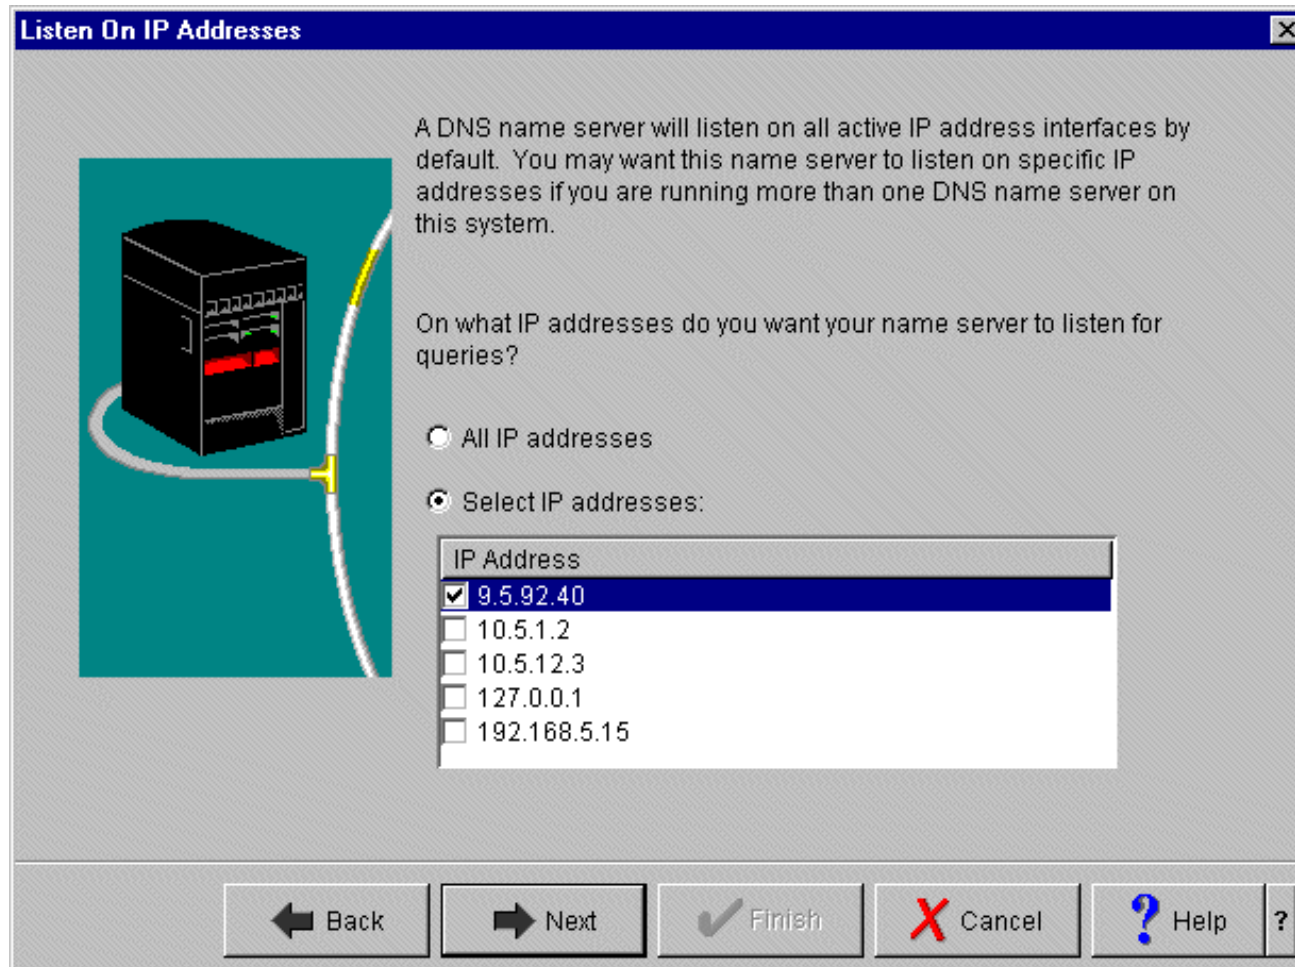 Listen On IP Addresses
A DNS name server will listen on all active IP address interfaces by
default.  You may want this name server to listen on specific IP
addresses if you are running more than one DNS name server on
this system.
On what IP addresses do you want your name server to listen for
queries?
All IP addresses
Select IP addresses:
IP Address
9.5.92.40
10.5.1.2
10.5.12.3
127.0.0.1
192.168.5.15
Back Next Finish Cancel ? Help ?